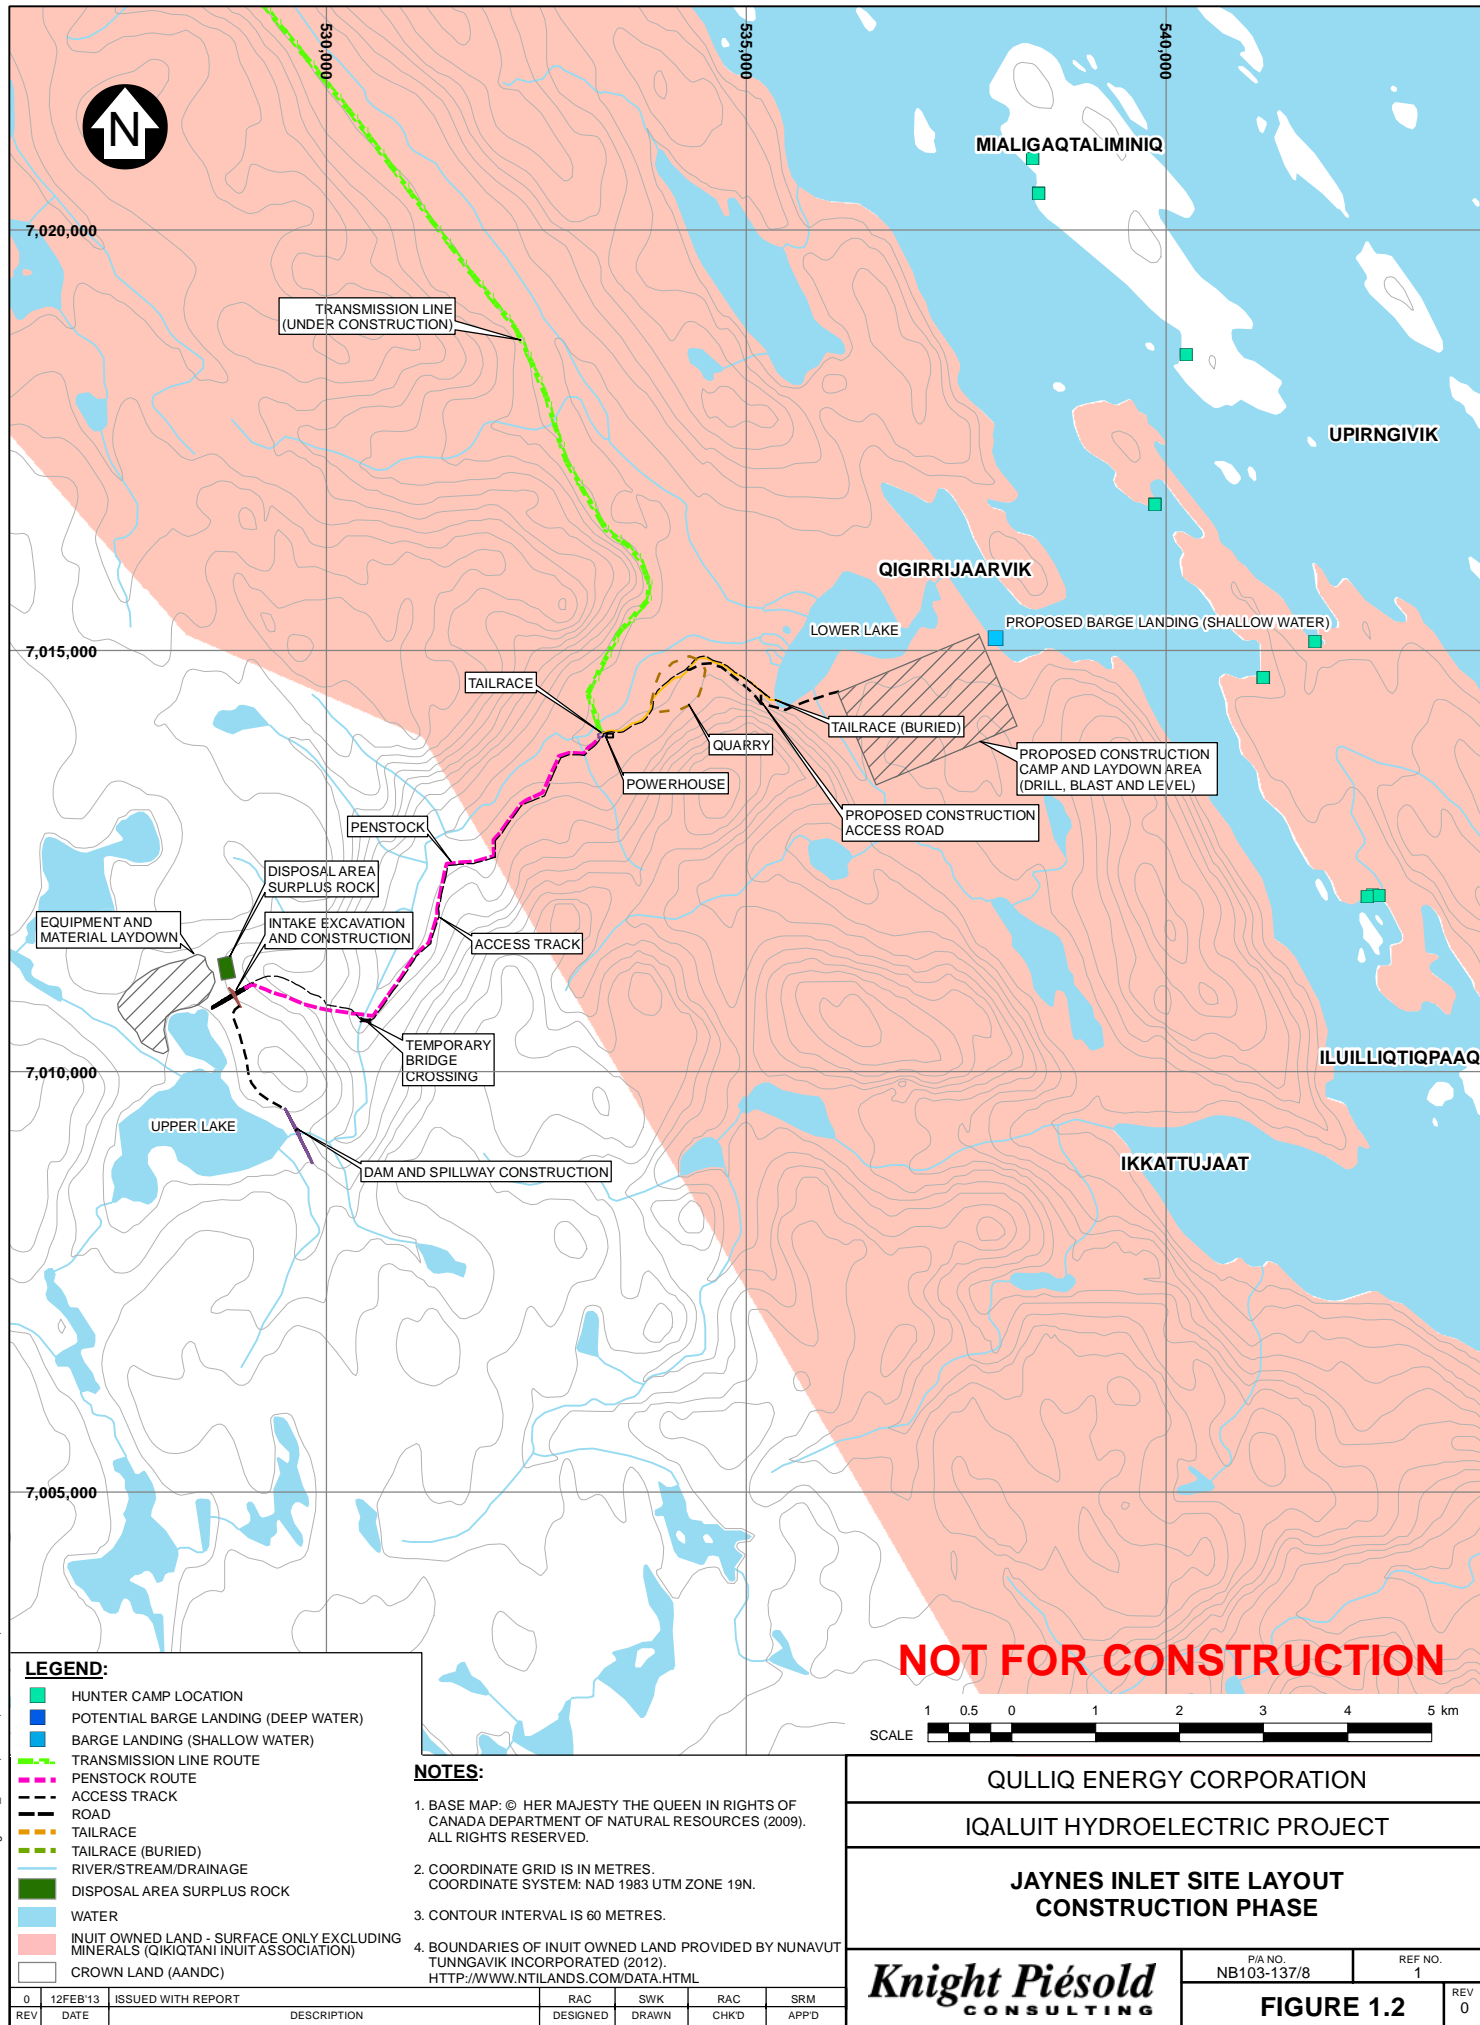 530,000
535,000
540,000
N
MIALIGAQTALIMINIQ
7,020,000
TRANSMISSION LINE
(UNDER CONSTRUCTION)
UPIRNGIVIK
QIGIRRIJAARVIK
PROPOSED BARGE LANDING (SHALLOW WATER)
LOWER LAKE
7,015,000
TAILRACE
TAILRACE (BURIED)
QUARRY
PROPOSED CONSTRUCTION
CAMP AND LAYDOWN AREA
(DRILL, BLAST AND LEVEL)
POWERHOUSE
PROPOSED CONSTRUCTION
ACCESS ROAD
PENSTOCK
DISPOSAL AREA
SURPLUS ROCK
EQUIPMENT AND
MATERIAL LAYDOWN
INTAKE EXCAVATION
AND CONSTRUCTION
ACCESS TRACK
TEMPORARY
BRIDGE
CROSSING
ILUILLIQTIQPAAQ
7,010,000
UPPER LAKE
DAM AND SPILLWAY CONSTRUCTION
IKKATTUJAAT
7,005,000
NOT FOR CONSTRUCTION
LEGEND:
HUNTER CAMP LOCATION
POTENTIAL BARGE LANDING (DEEP WATER)
BARGE LANDING (SHALLOW WATER)
TRANSMISSION LINE ROUTE
PENSTOCK ROUTE
ACCESS TRACK
ROAD
TAILRACE
TAILRACE (BURIED)
RIVER/STREAM/DRAINAGE
DISPOSAL AREA SURPLUS ROCK
WATER
INUIT OWNED LAND - SURFACE ONLY EXCLUDING
MINERALS (QIKIQTANI INUIT ASSOCIATION)
CROWN LAND (AANDC)
NOTES:
1. BASE MAP: © HER MAJESTY THE QUEEN IN RIGHTS OF
CANADA DEPARTMENT OF NATURAL RESOURCES (2009).
ALL RIGHTS RESERVED.
2. COORDINATE GRID IS IN METRES.
COORDINATE SYSTEM: NAD 1983 UTM ZONE 19N.
3. CONTOUR INTERVAL IS 60 METRES.
4. BOUNDARIES OF INUIT OWNED LAND PROVIDED BY NUNAVUT
TUNNGAVIK INCORPORATED (2012).
HTTP://WWW.NTILANDS.COM/DATA.HTML
1 0.5 0 1 2 3 4 5 km
SCALE
QULLIQ ENERGY CORPORATION
IQALUIT HYDROELECTRIC PROJECT
JAYNES INLET SITE LAYOUT
CONSTRUCTION PHASE
Knight Piésold
CONSULTING
P/A NO.
NB103-137/8
REF NO.
1
FIGURE 1.2
REV
0
0 12FEB'13 ISSUED WITH REPORT RAC SWK RAC SRM
REV DATE DESCRIPTION DESIGNED DRAWN CHK'D APP'D